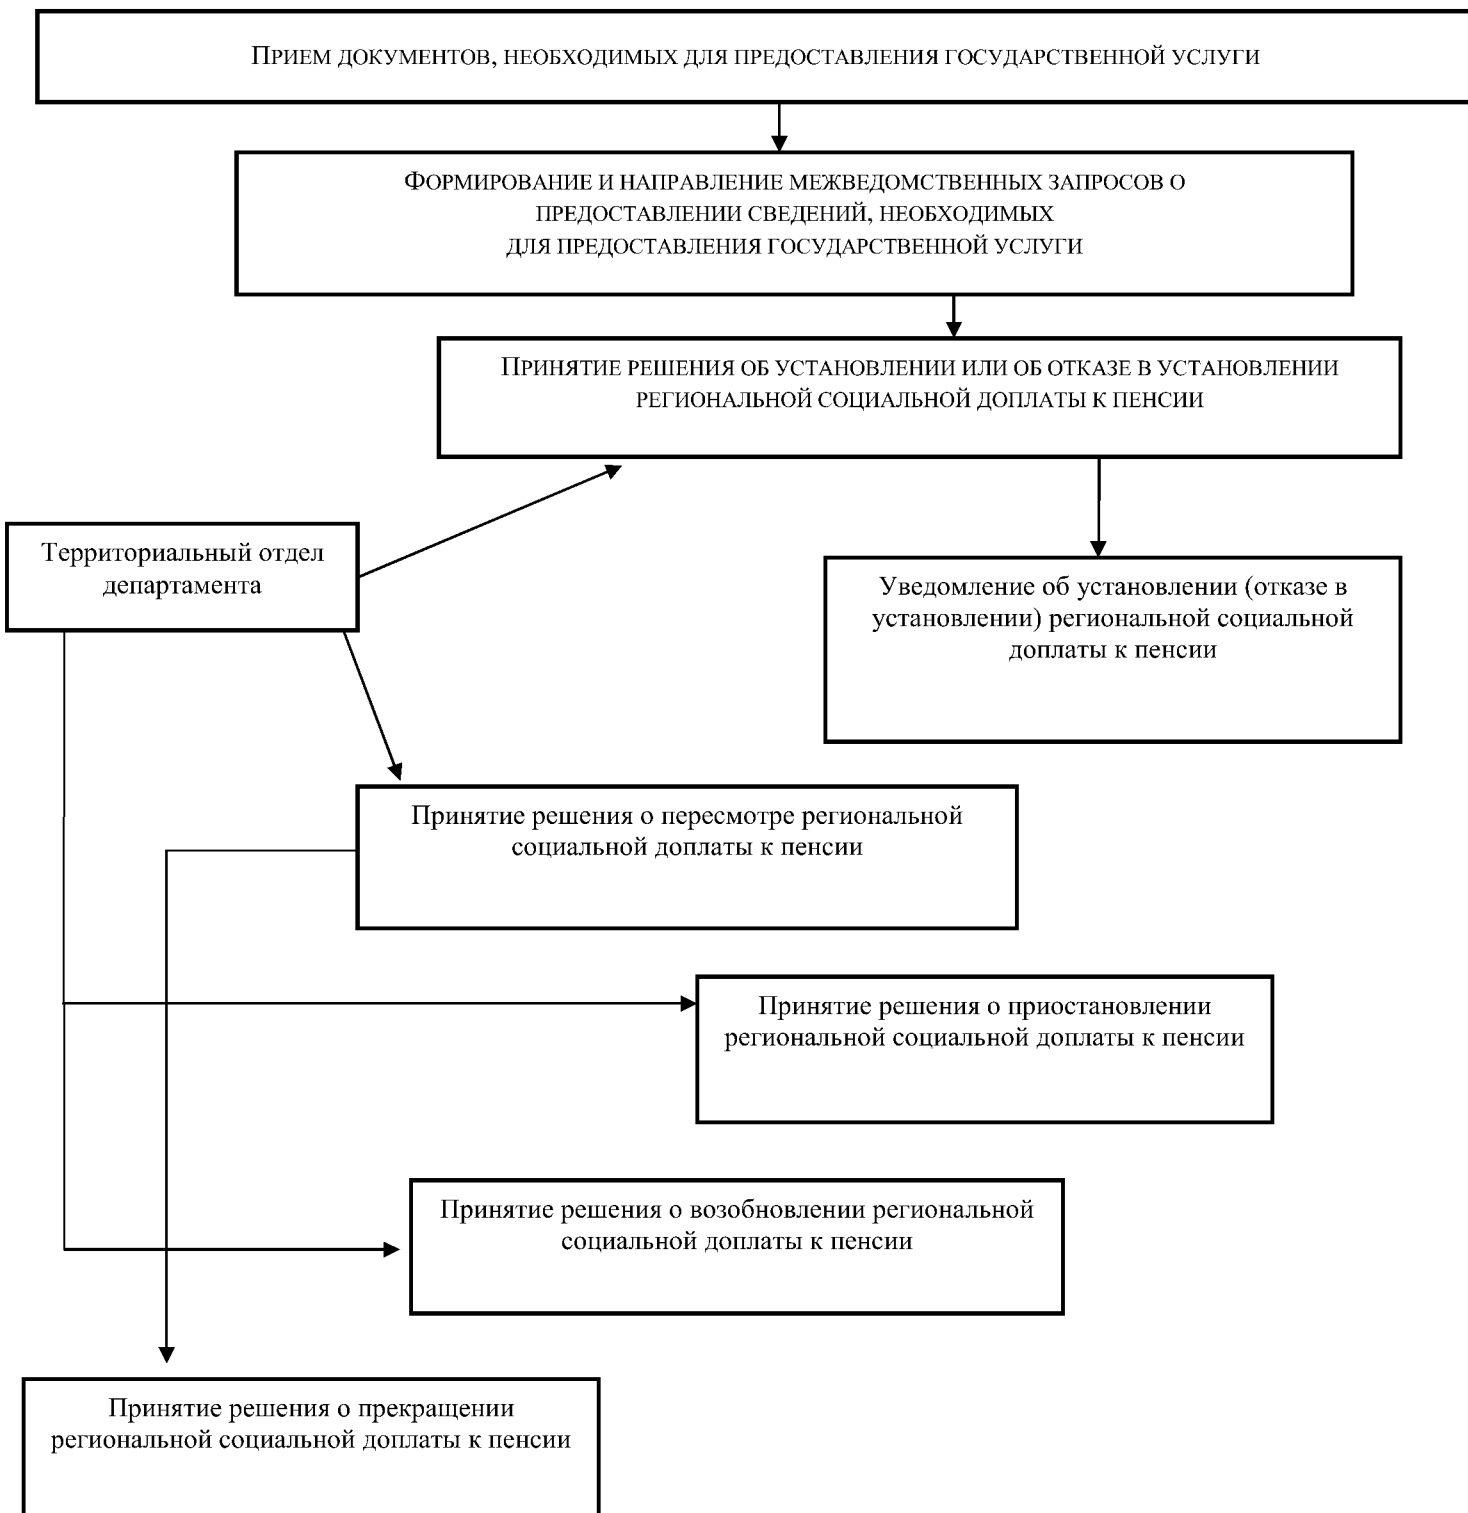 ПРИЕМ ДОКУМЕНТОВ, НЕОБХОДИМЫХ ДЛЯ ПРЕДОСТАВЛЕНИЯ ГОСУДАРСТВЕННОЙ УСЛУГИ
ФОРМИРОВАНИЕ И НАПРАВЛЕНИЕ МЕЖВЕДОМСТВЕННЫХ ЗАПРОСОВ О
ПРЕДОСТАВЛЕНИИ СВЕДЕНИЙ, НЕОБХОДИМЫХ
ДЛЯ ПРЕДОСТАВЛЕНИЯ ГОСУДАРСТВЕННОЙ УСЛУГИ
ПРИНЯТИЕ РЕШЕНИЯ ОБ УСТАНОВЛЕНИИ ИЛИ ОБ ОТКАЗЕ В УСТАНОВЛЕНИИ
РЕГИОНАЛЬНОЙ СОЦИАЛЬНОЙ ДОПЛАТЫ К ПЕНСИИ
Территориальный отдел
департамента
Уведомление об установлении (отказе в
установлении) региональной социальной
доплаты к пенсии
Принятие решения о пересмотре региональной
социальной доплаты к пенсии
Принятие решения о приостановлении
региональной социальной доплаты к пенсии
Принятие решения о возобновлении региональной
социальной доплаты к пенсии
Принятие решения о прекращении
региональной социальной доплаты к пенсии